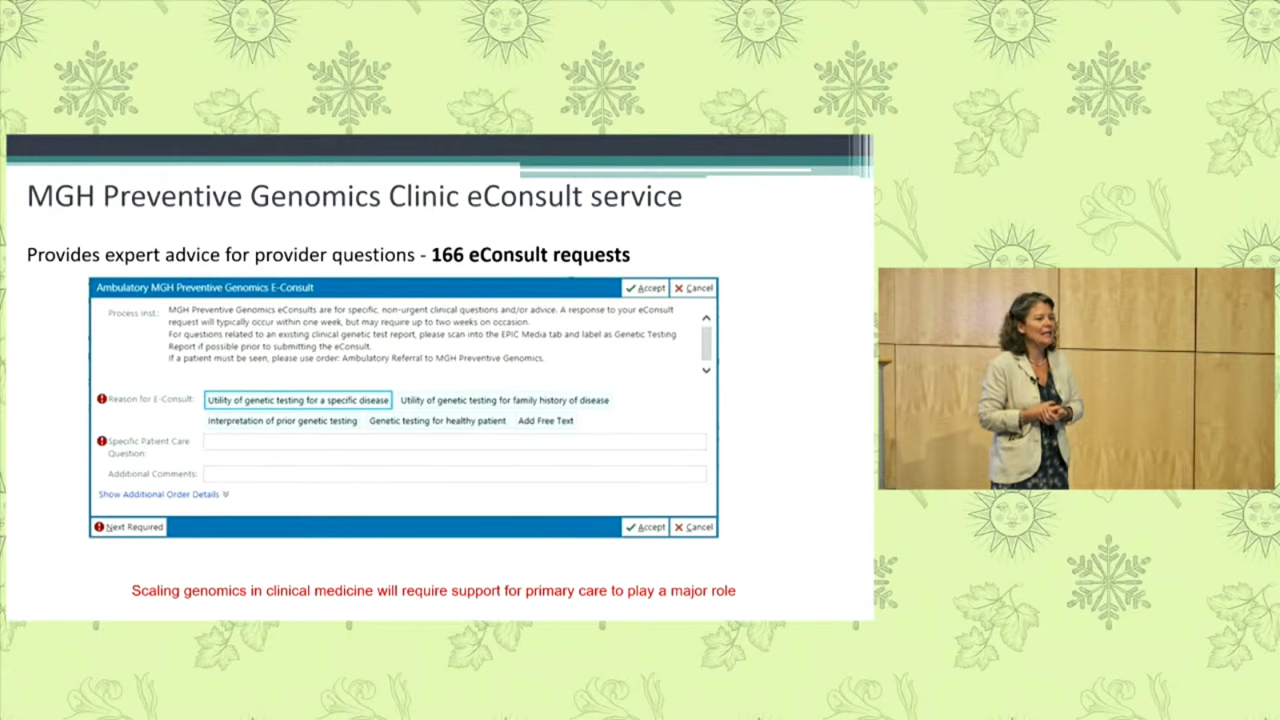 MGH Preventive Genomics Clinic eConsult service
Provides expert advice for provider questions - 166 eConsult requests
Ambulatory MGH Preventive Genomics E-Consult
Accept Cancel
Process Inst.: MGH Preventive Genomics eConsults are for specific, non-urgent clinical questions and/or advice. A response to your eConsult
request will typically occur within one week, but may require up to two weeks on occasion.
For questions related to an existing clinical genetic test report, please scan into the EPIC Media tab and label as Genetic Testing
Report if possible prior to submitting the eConsult.
If a patient must be seen, please use order: Ambulatory Referral to MGH Preventive Genomics.
Reason for E-Consult: Utility of genetic testing for a specific disease Utility of genetic testing for family history of disease
Interpretation of prior genetic testing Genetic testing for healthy patient Add Free Text
Specific Patient Care
Question:
Additional Comments:
Show Additional Order Details
Next Required Accept Cancel
Scaling genomics in clinical medicine will require support for primary care to play a major role